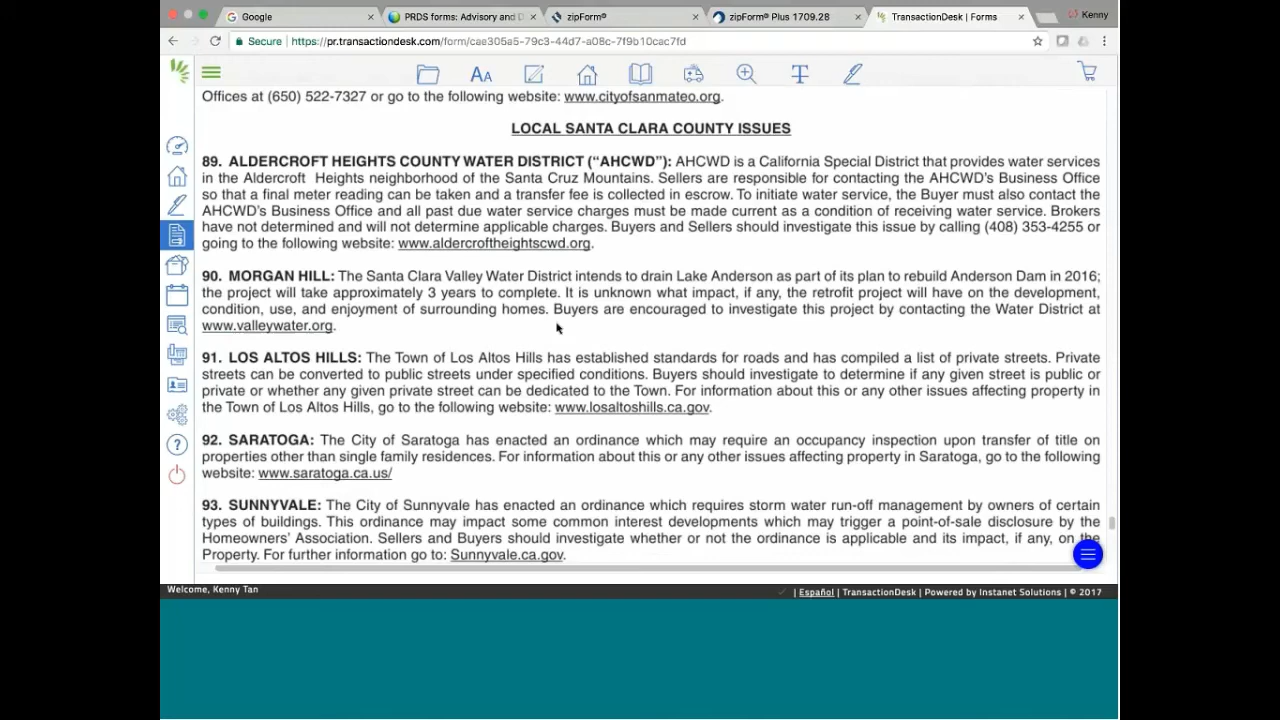 Google
PRDS forms: Advisory and D
zipForm®
zipForm® Plus 1709.28
TransactionDesk | Forms
Kenny
Secure | https://pr.transactiondesk.com/form/cae305a5-79c3-44d7-a08c-7f9b10cac7fd
Offices at (650) 522-7327 or go to the following website: www.cityofsanmateo.org.
LOCAL SANTA CLARA COUNTY ISSUES
89. ALDERCROFT HEIGHTS COUNTY WATER DISTRICT (“AHCWD”): AHCWD is a California Special District that provides water services
in the Aldercroft Heights neighborhood of the Santa Cruz Mountains. Sellers are responsible for contacting the AHCWD’s Business Office
so that a final meter reading can be taken and a transfer fee is collected in escrow. To initiate water service, the Buyer must also contact the
AHCWD’s Business Office and all past due water service charges must be made current as a condition of receiving water service. Brokers
have not determined and will not determine applicable charges. Buyers and Sellers should investigate this issue by calling (408) 353-4255 or
going to the following website: www.aldercroftheightscwd.org.
90. MORGAN HILL: The Santa Clara Valley Water District intends to drain Lake Anderson as part of its plan to rebuild Anderson Dam in 2016;
the project will take approximately 3 years to complete. It is unknown what impact, if any, the retrofit project will have on the development,
condition, use, and enjoyment of surrounding homes. Buyers are encouraged to investigate this project by contacting the Water District at
www.valleywater.org.
91. LOS ALTOS HILLS: The Town of Los Altos Hills has established standards for roads and has compiled a list of private streets. Private
streets can be converted to public streets under specified conditions. Buyers should investigate to determine if any given street is public or
private or whether any given private street can be dedicated to the Town. For information about this or any other issues affecting property in
the Town of Los Altos Hills, go to the following website: www.losaltoshills.ca.gov.
92. SARATOGA: The City of Saratoga has enacted an ordinance which may require an occupancy inspection upon transfer of title on
properties other than single family residences. For information about this or any other issues affecting property in Saratoga, go to the following
website: www.saratoga.ca.us/
93. SUNNYVALE: The City of Sunnyvale has enacted an ordinance which requires storm water run-off management by owners of certain
types of buildings. This ordinance may impact some common interest developments which may trigger a point-of-sale disclosure by the
Homeowners’ Association. Sellers and Buyers should investigate whether or not the ordinance is applicable and its impact, if any, on the
Property. For further information go to: Sunnyvale.ca.gov.
Welcome, Kenny Tan
| Español | TransactionDesk | Powered by Instanet Solutions | © 2017